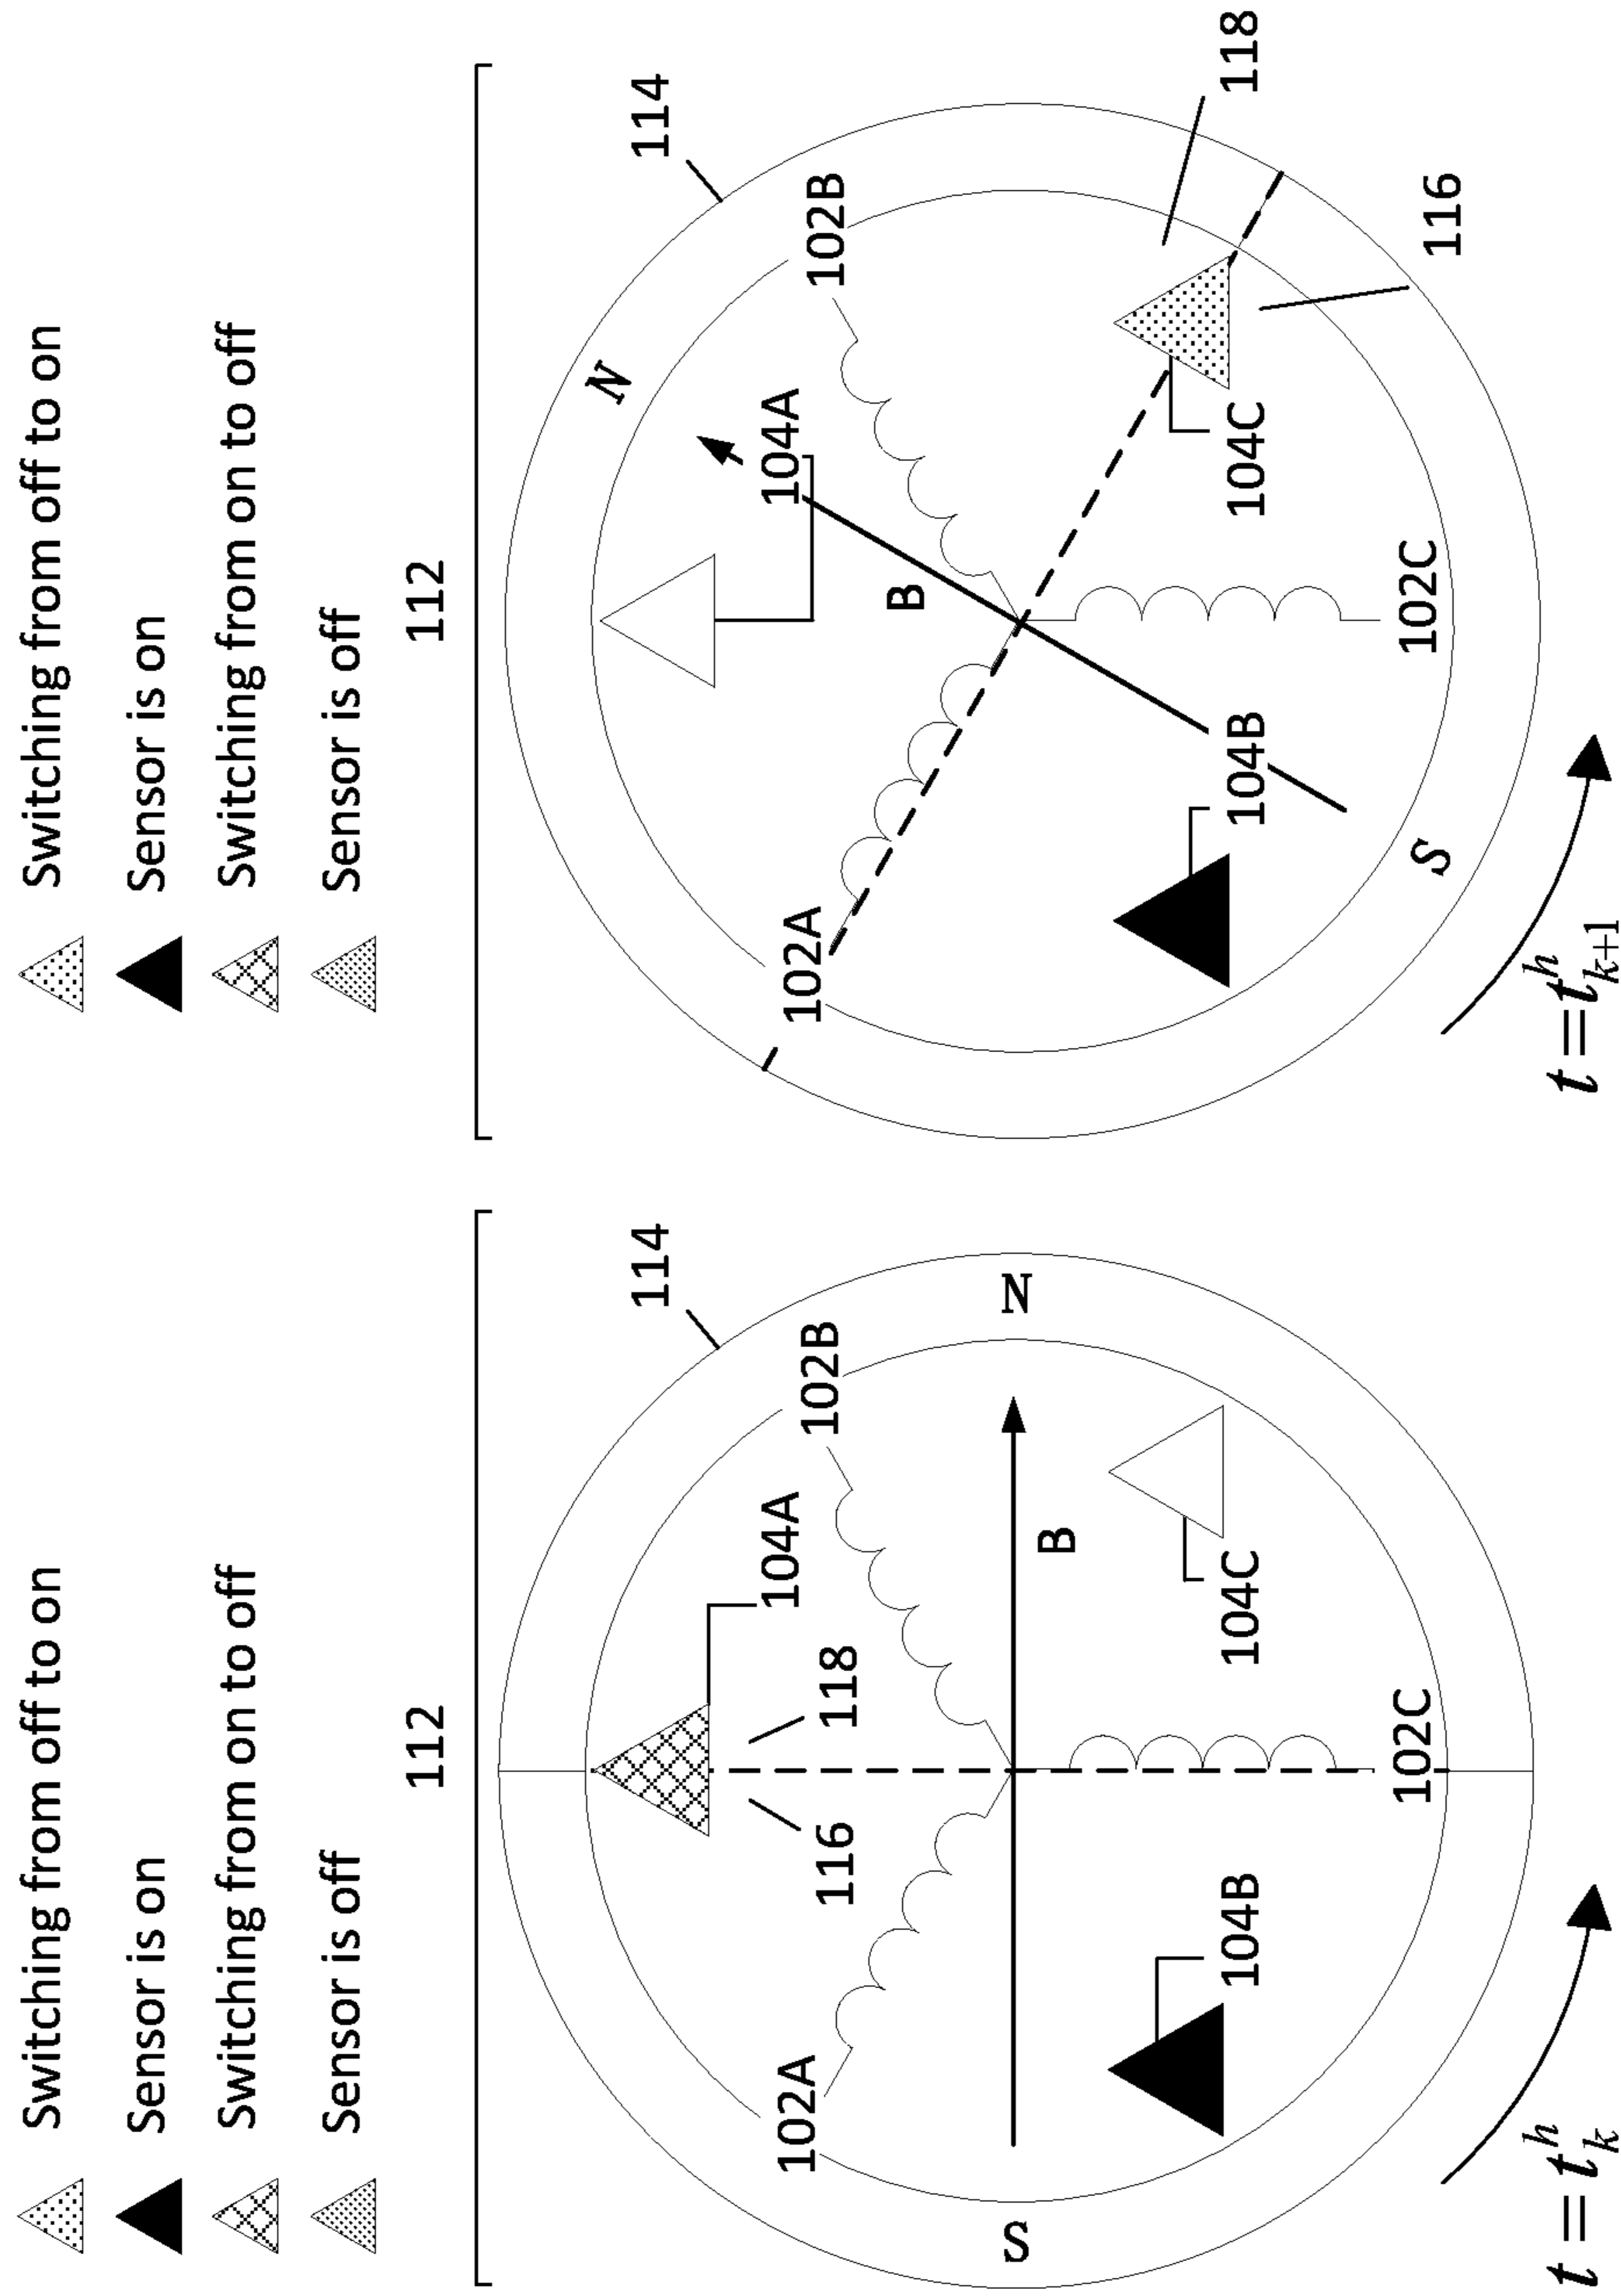 Switching from off to on
Sensor is on
Switching from on to off
Sensor is off
112
114
102A
104A
102B
116
118
S
N
B
104B
104C
102C
t = t_k^h
Switching from off to on
Sensor is on
Switching from on to off
Sensor is off
112
114
N
102A
104A
102B
B
104B
104C
118
S
102C
116
t = t_{k+1}^h